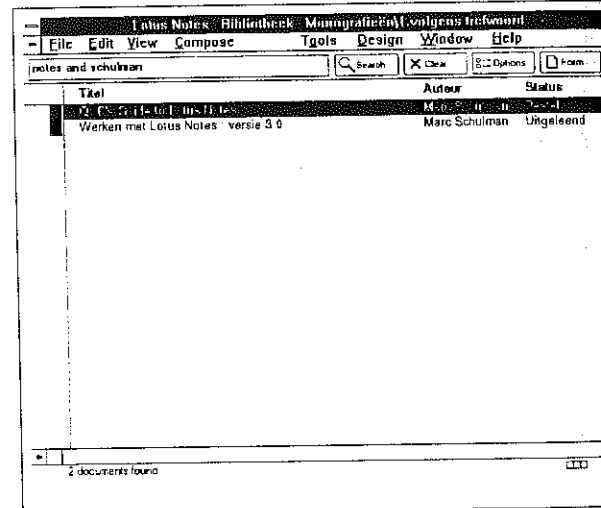 Lotus Notes - Bibliotheek - Monografieën\1. volgens trefwoord
File Edit View Compose Tools Design Window Help
notes and schulman Search Clear Options Form
Titel Auteur Status
Werken met Lotus Notes : versie 3.0 Marc Schulman Uitgeleend
2 documents found